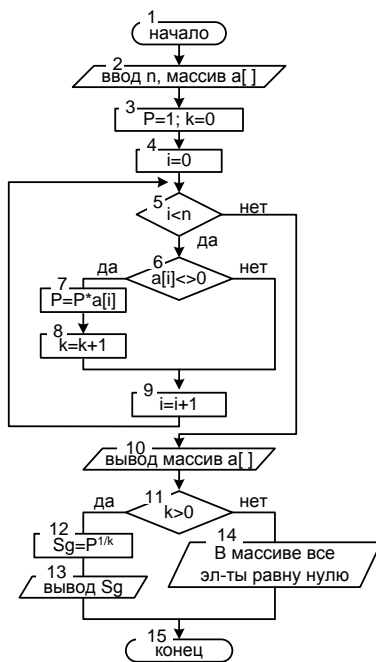 1
начало
2
ввод n, массив a[ ]
3
P=1; k=0
4
i=0
5
i<n
нет
да
6
a[i]<>0
да
нет
7
P=P*a[i]
8
k=k+1
9
i=i+1
10
вывод массив a[ ]
11
k>0
да
нет
12
Sg=P1/k
13
вывод Sg
14
В массиве все
эл-ты равну нулю
15
конец